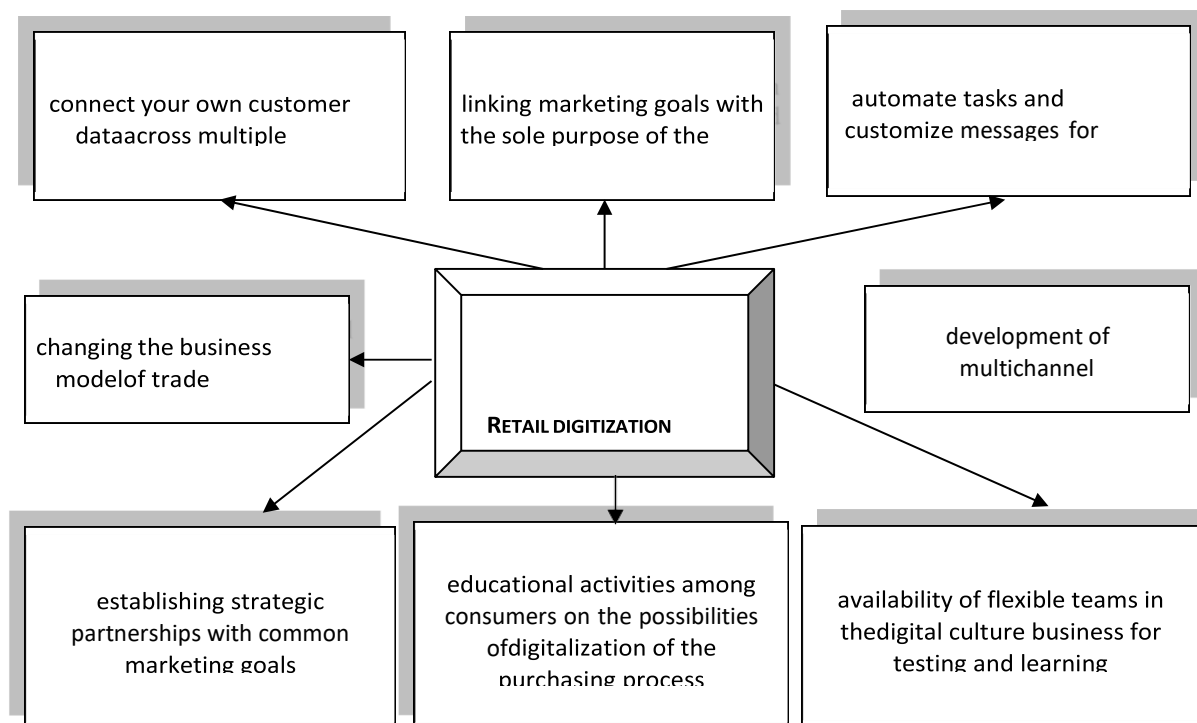 connect your own customer
dataacross multiple
linking marketing goals with
the sole purpose of the
automate tasks and
customize messages for
changing the business
modelof trade
RETAIL DIGITIZATION
development of
multichannel
establishing strategic
partnerships with common
marketing goals
educational activities among
consumers on the possibilities
ofdigitalization of the
purchasing process
availability of flexible teams in
thedigital culture business for
testing and learning